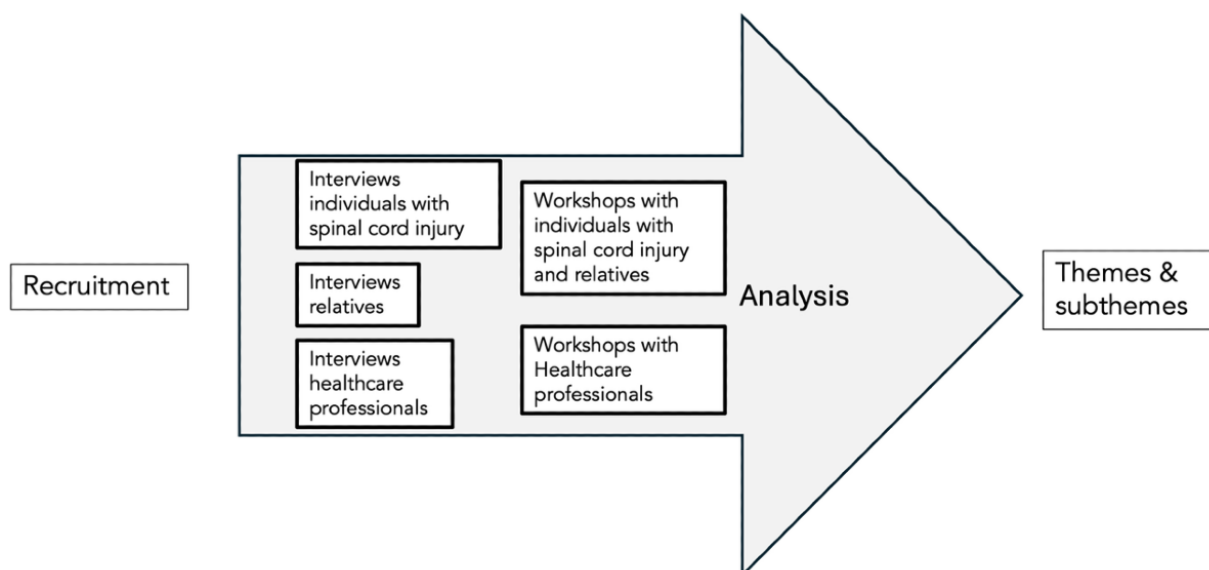 Recruitment
Interviews
individuals with
spinal cord injury
Interviews
relatives
Interviews
healthcare
professionals
Workshops with
individuals with
spinal cord injury
and relatives
Workshops with
Healthcare
professionals
Analysis
Themes &
subthemes